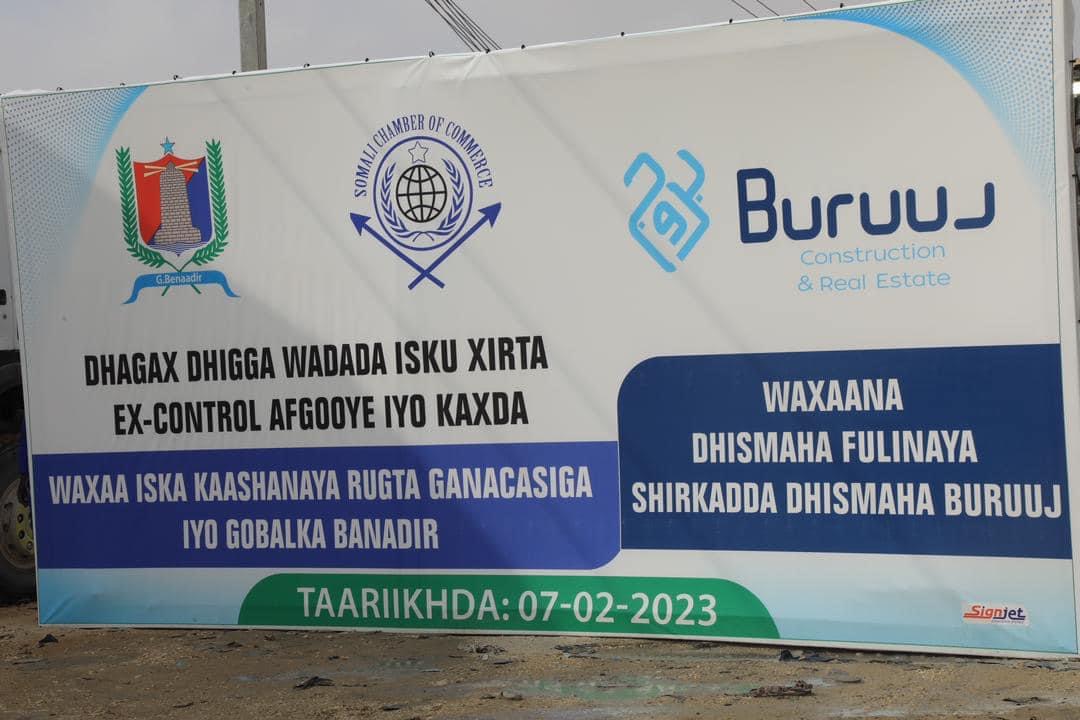 G.Benaadir
SOMALI CHAMBER OF COMMERCE
بروج
BURUUJ
Construction
& Real Estate
DHAGAX DHIGGA WADADA ISKU XIRTA
EX-CONTROL AFGOOYE IYO KAXDA
WAXAA ISKA KAASHANAYA RUGTA GANACASIGA
IYO GOBALKA BANADIR
WAXAANA
DHISMAHA FULINAYA
SHIRKADDA DHISMAHA BURUUJ
TAARIIKHDA: 07-02-2023
Signjet